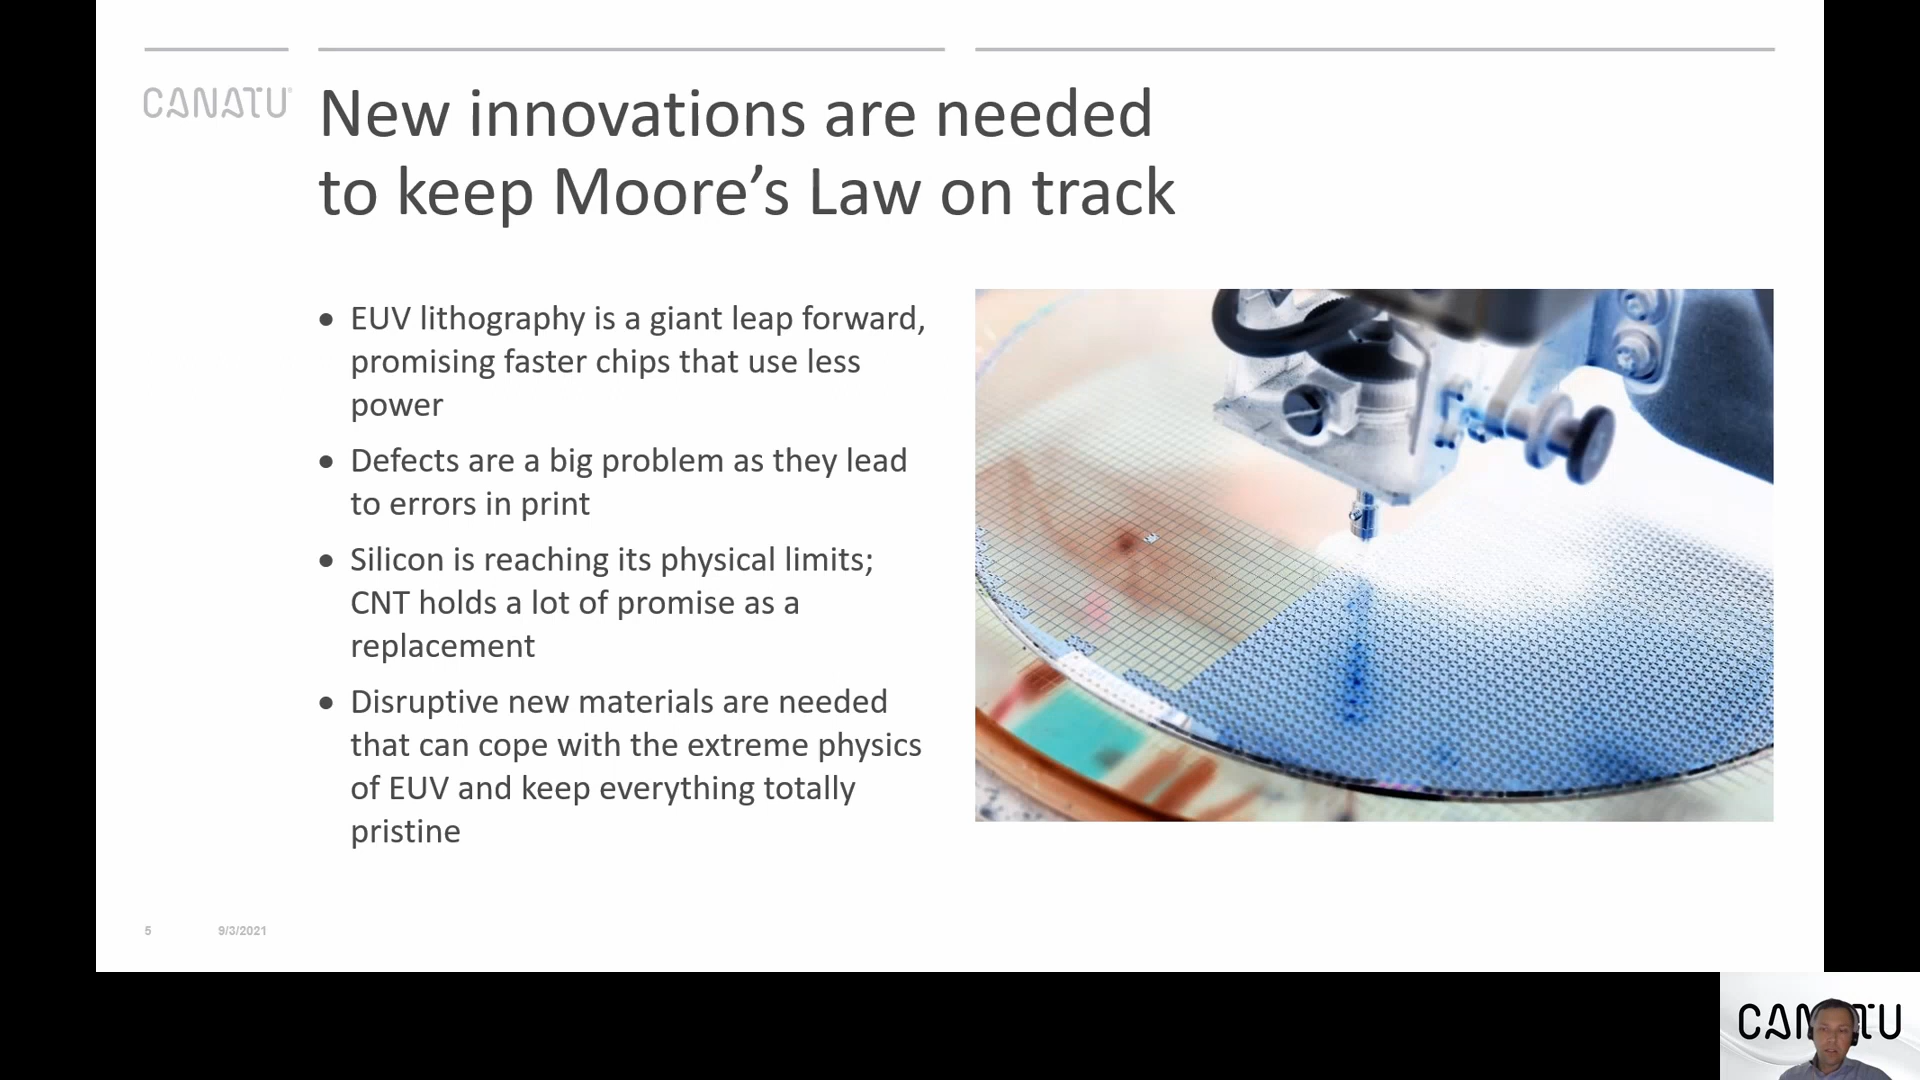 CANATU
New innovations are needed
to keep Moore's Law on track
• EUV lithography is a giant leap forward,
promising faster chips that use less
power
• Defects are a big problem as they lead
to errors in print
• Silicon is reaching its physical limits;
CNT holds a lot of promise as a
replacement
• Disruptive new materials are needed
that can cope with the extreme physics
of EUV and keep everything totally
pristine
5 9/3/2021
CANATU